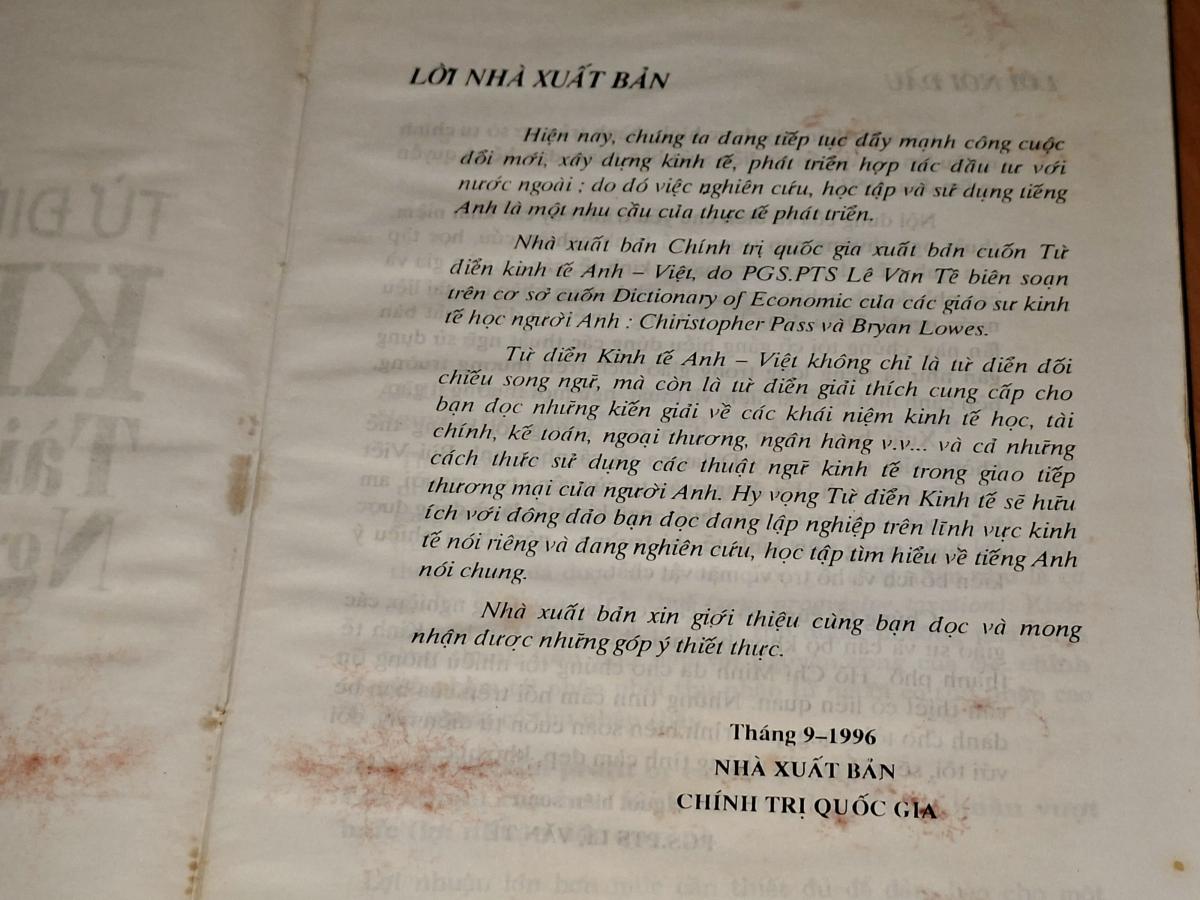 LỜI NHÀ XUẤT BẢN
Hiện nay, chúng ta đang tiếp tục đẩy mạnh công cuộc
đổi mới, xây dựng kinh tế, phát triển hợp tác đầu tư với
nước ngoài ; do đó việc nghiên cứu, học tập và sử dụng tiếng
Anh là một nhu cầu của thực tế phát triển.
Nhà xuất bản Chính trị quốc gia xuất bản cuốn Từ
điển kinh tế Anh – Việt, do PGS.PTS Lê Văn Tề biên soạn
trên cơ sở cuốn Dictionary of Economic của các giáo sư kinh
tế học người Anh : Chiristopher Pass và Bryan Lowes.
Từ điển Kinh tế Anh – Việt không chỉ là từ điển đối
chiếu song ngữ, mà còn là từ điển giải thích cung cấp cho
bạn đọc những kiến giải về các khái niệm kinh tế học, tài
chính, kế toán, ngoại thương, ngân hàng v.v... và cả những
cách thức sử dụng các thuật ngữ kinh tế trong giao tiếp
thương mại của người Anh. Hy vọng Từ điển Kinh tế sẽ hữu
ích với đông đảo bạn đọc đang lập nghiệp trên lĩnh vực kinh
tế nói riêng và đang nghiên cứu, học tập tìm hiểu về tiếng Anh
nói chung.
Nhà xuất bản xin giới thiệu cùng bạn đọc và mong
nhận được những góp ý thiết thực.
Tháng 9–1996
NHÀ XUẤT BẢN
CHÍNH TRỊ QUỐC GIA